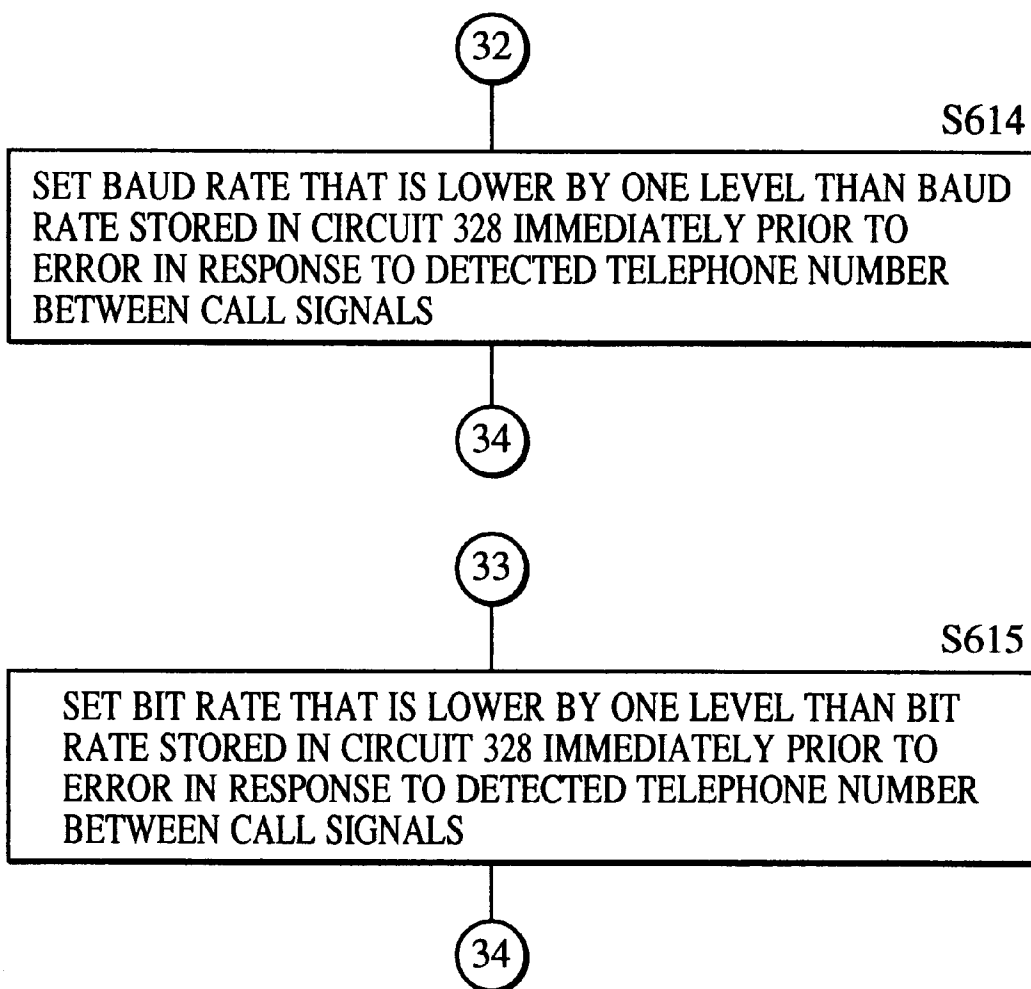 32
S614
SET BAUD RATE THAT IS LOWER BY ONE LEVEL THAN BAUD
RATE STORED IN CIRCUIT 328 IMMEDIATELY PRIOR TO
ERROR IN RESPONSE TO DETECTED TELEPHONE NUMBER
BETWEEN CALL SIGNALS
34
33
S615
SET BIT RATE THAT IS LOWER BY ONE LEVEL THAN BIT
RATE STORED IN CIRCUIT 328 IMMEDIATELY PRIOR TO
ERROR IN RESPONSE TO DETECTED TELEPHONE NUMBER
BETWEEN CALL SIGNALS
34